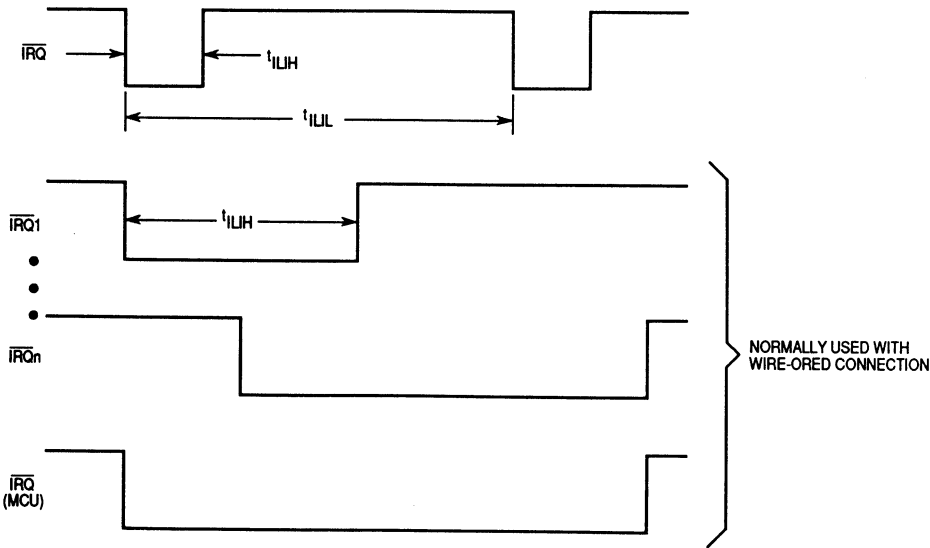 IRQ
tILIH
tILIL
IRQ1
tILIH
IRQn
NORMALLY USED WITH
WIRE-ORED CONNECTION
IRQ
(MCU)